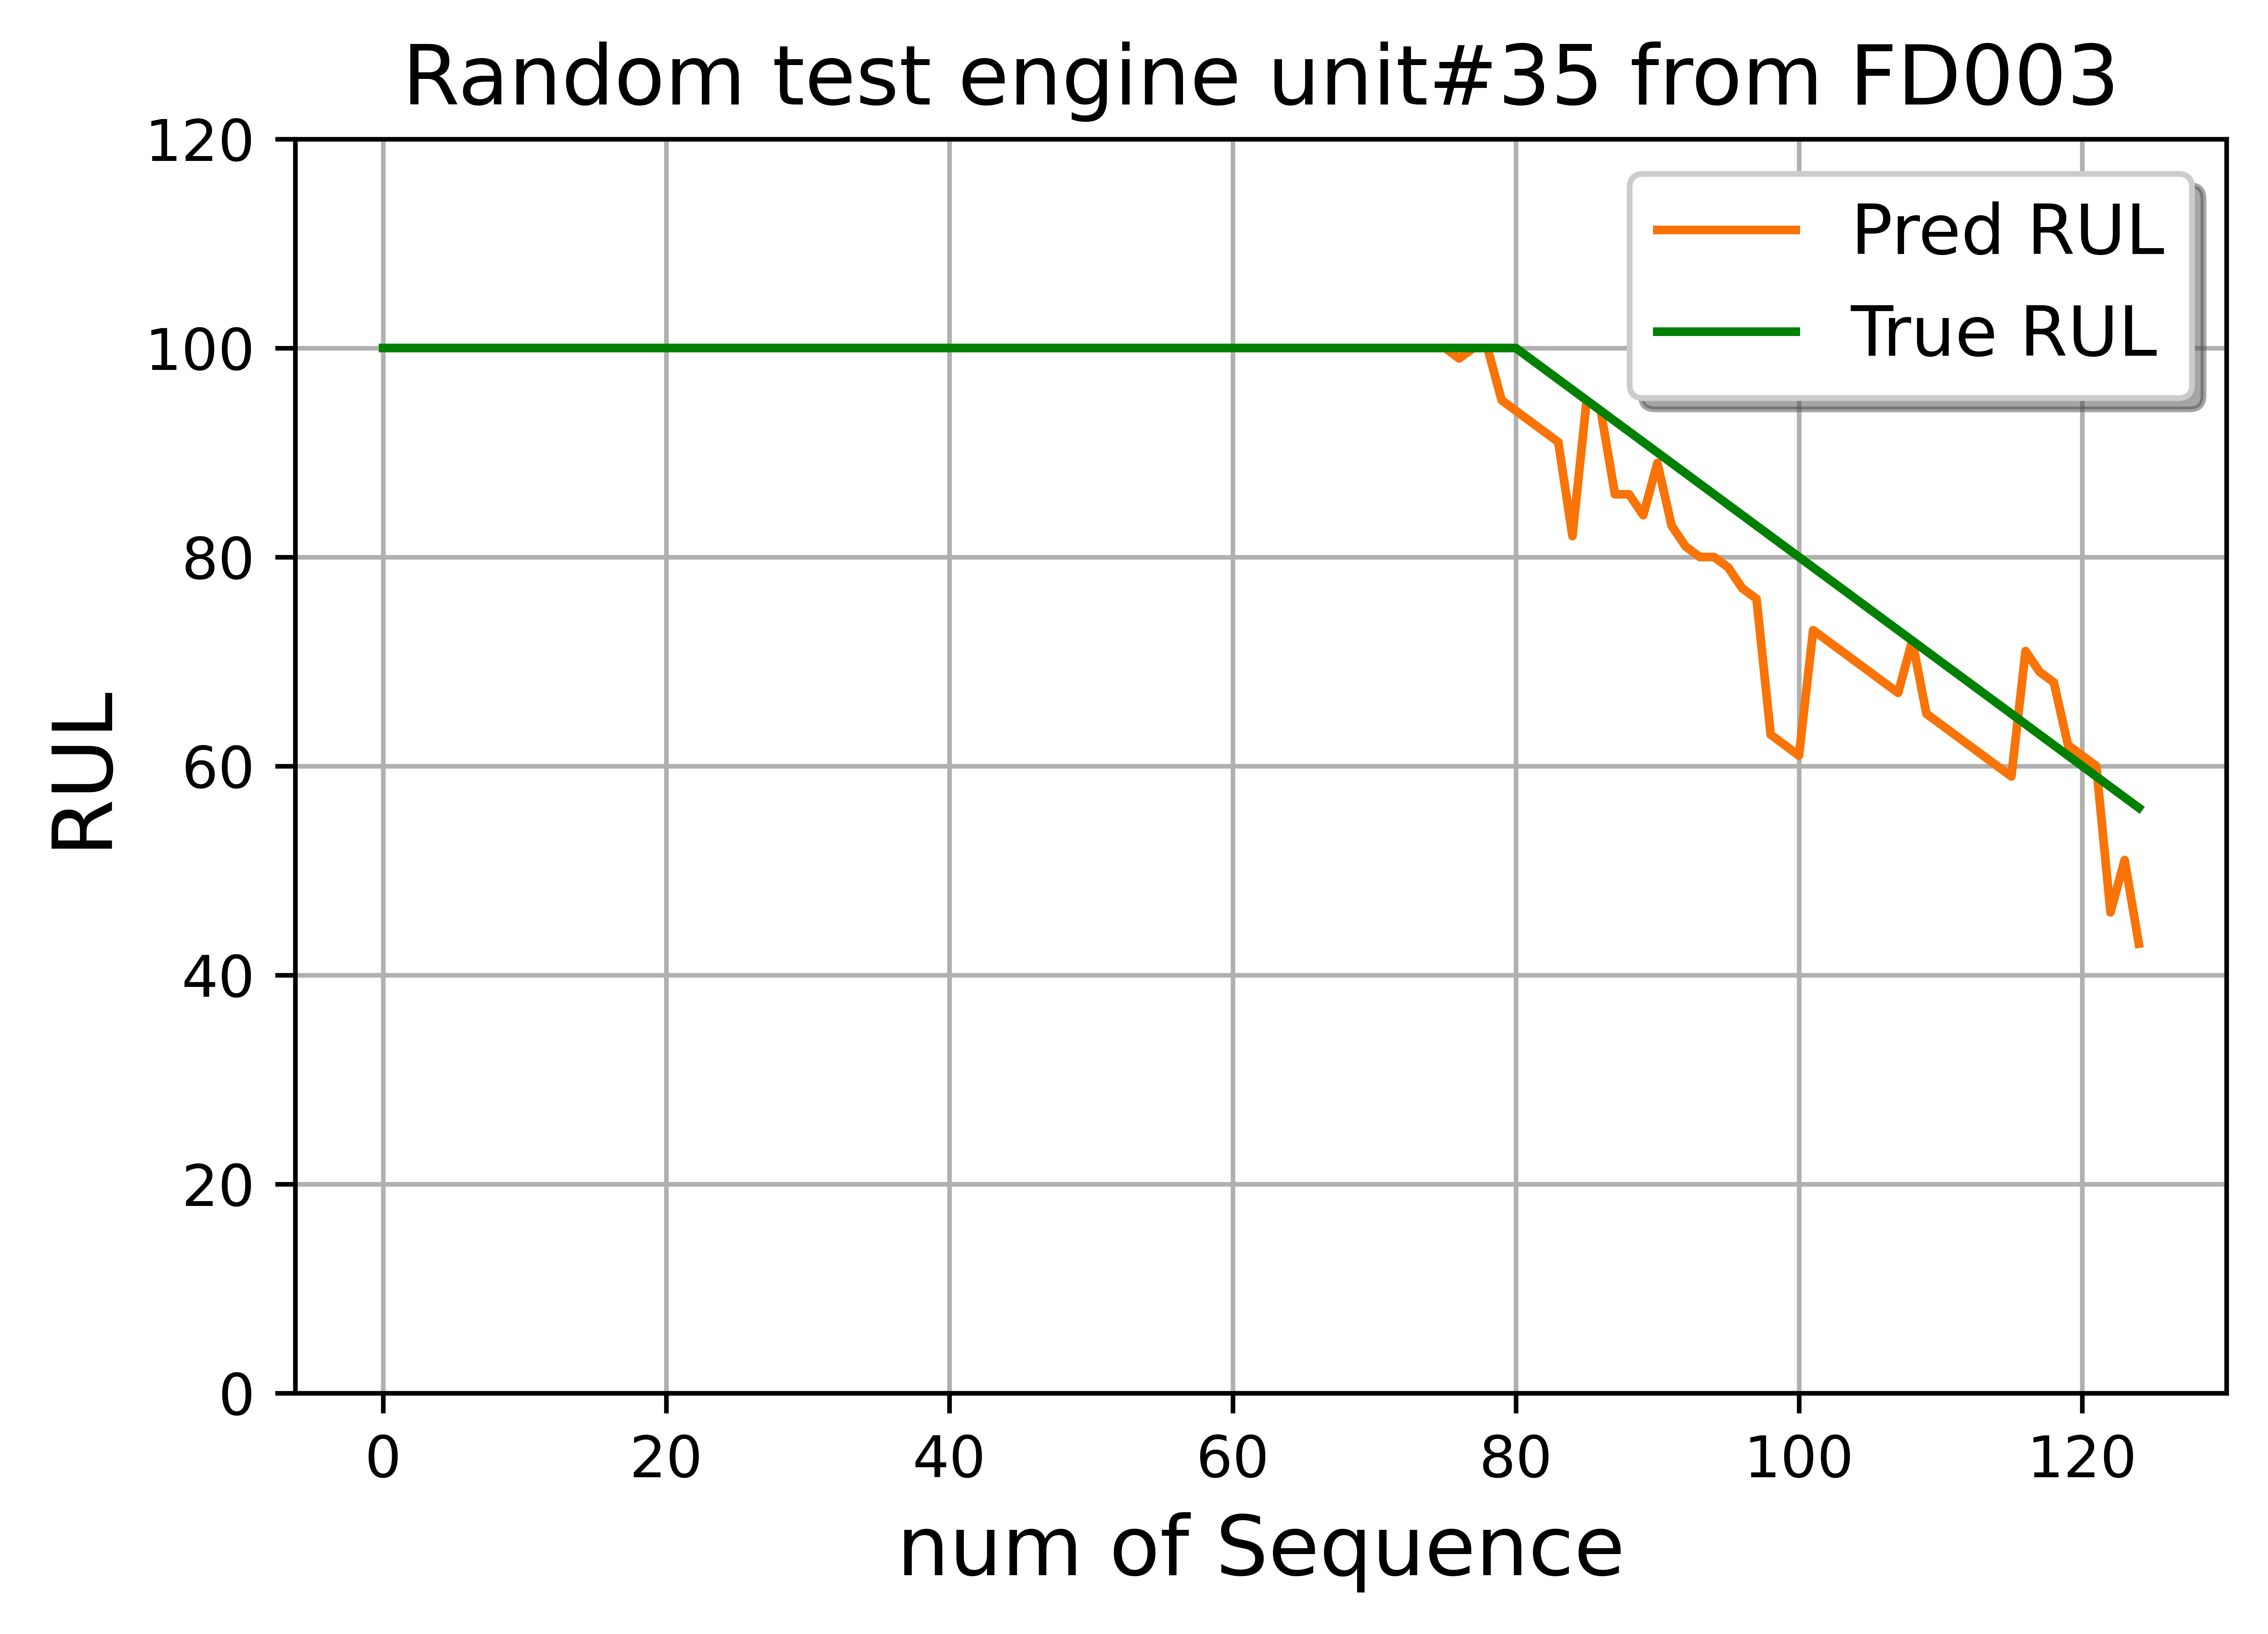 Random test engine unit#35 from FD003
120
100
80
60
40
20
0
RUL
Pred RUL
True RUL
0 20 40 60 80 100 120
num of Sequence